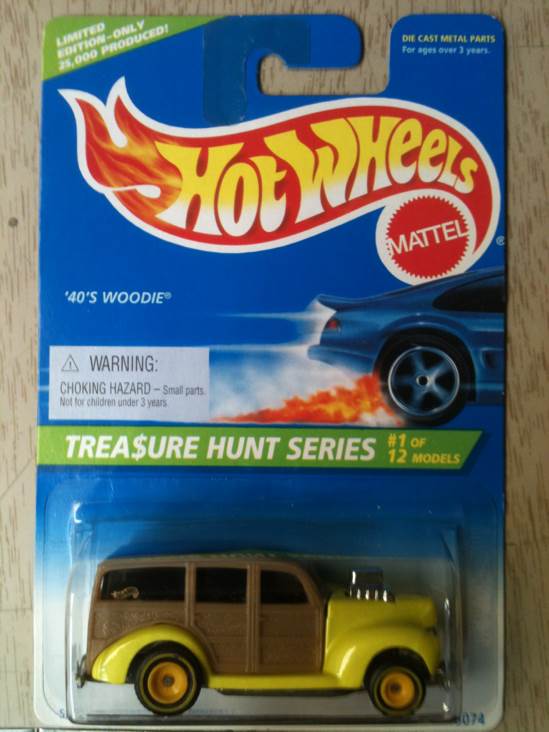 LIMITED
EDITION-ONLY
25,000 PRODUCED!
DIE CAST METAL PARTS
For ages over 3 years.
HOT WHEELS
MATTEL
®
'40'S WOODIE®
⚠ WARNING:
CHOKING HAZARD – Small parts.
Not for children under 3 years.
TREA$URE HUNT SERIES
#1 OF
12 MODELS